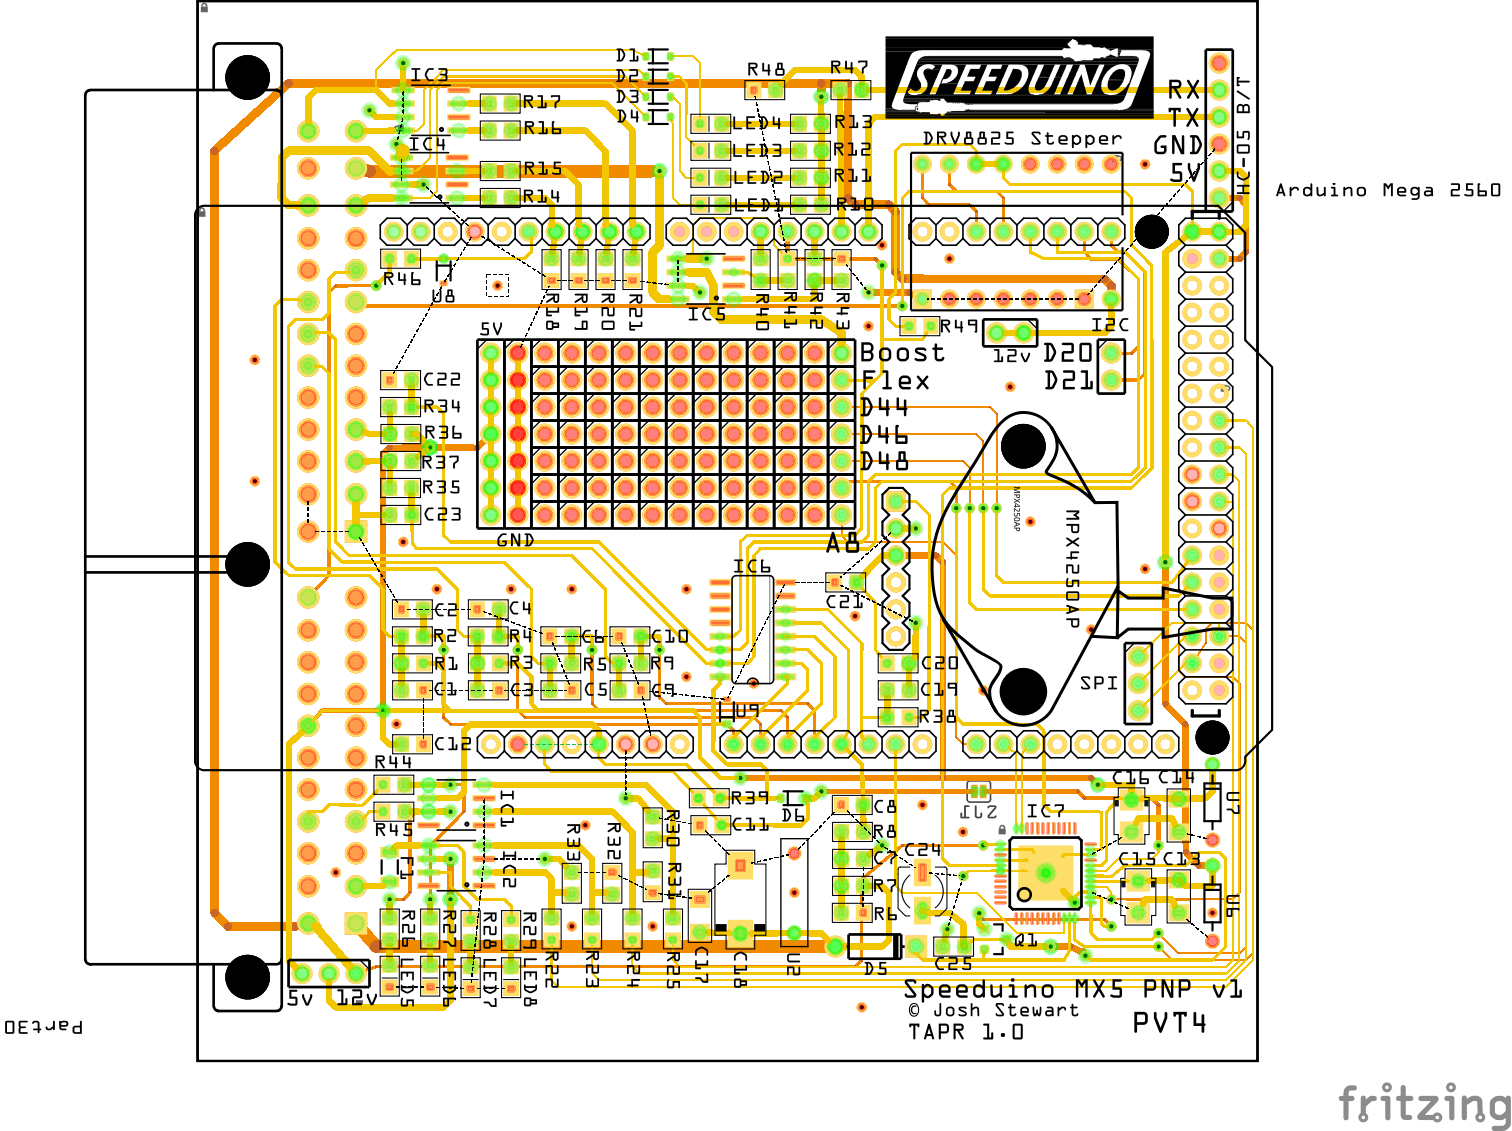 SPEEDUINO
D1
D2
D3
D4
IC3
R17
R16
IC4
R15
R14
R48
R47
LED4
R13
LED3
R12
LED2
R11
LED1
R10
RX
TX
GND
5V
HC-05 B/T
DRV8825 Stepper
Arduino Mega 2560
R46
U8
R18
R19
R20
R21
IC5
R40
R41
R42
R43
R49
12v
I2C
D20
D21
5V
Boost
Flex
D44
D46
D48
GND
A8
C22
R34
R36
R37
R35
C23
MPX4250AP
MPX4250AP
IC6
C21
C2
C4
R2
R4
C6
C10
R1
R3
R5
R9
C1
C3
C5
C9
U9
C20
C19
R38
SPI
C12
R44
R45
IC1
IC2
F1
R33
R32
R30
R31
R39
C11
D6
C8
R8
C7
R7
R6
C24
J12
IC7
C16
C14
U7
C15
C13
U6
R26
R27
R28
R29
R22
R23
R24
R25
C17
C18
U2
D5
C25
Q1
LED5
LED6
LED7
LED8
5v
12v
Speeduino MX5 PNP v1
© Josh Stewart
TAPR 1.0
PVT4
Part30
fritzing